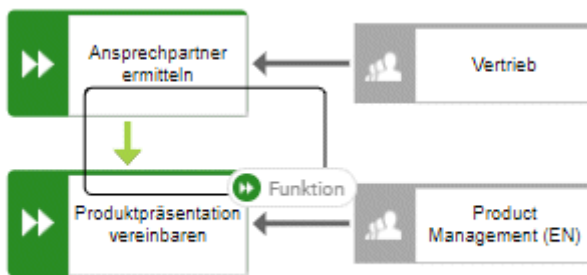 Ansprechpartner
ermitteln
Vertrieb
Funktion
Produktpräsentation
vereinbaren
Product
Management (EN)